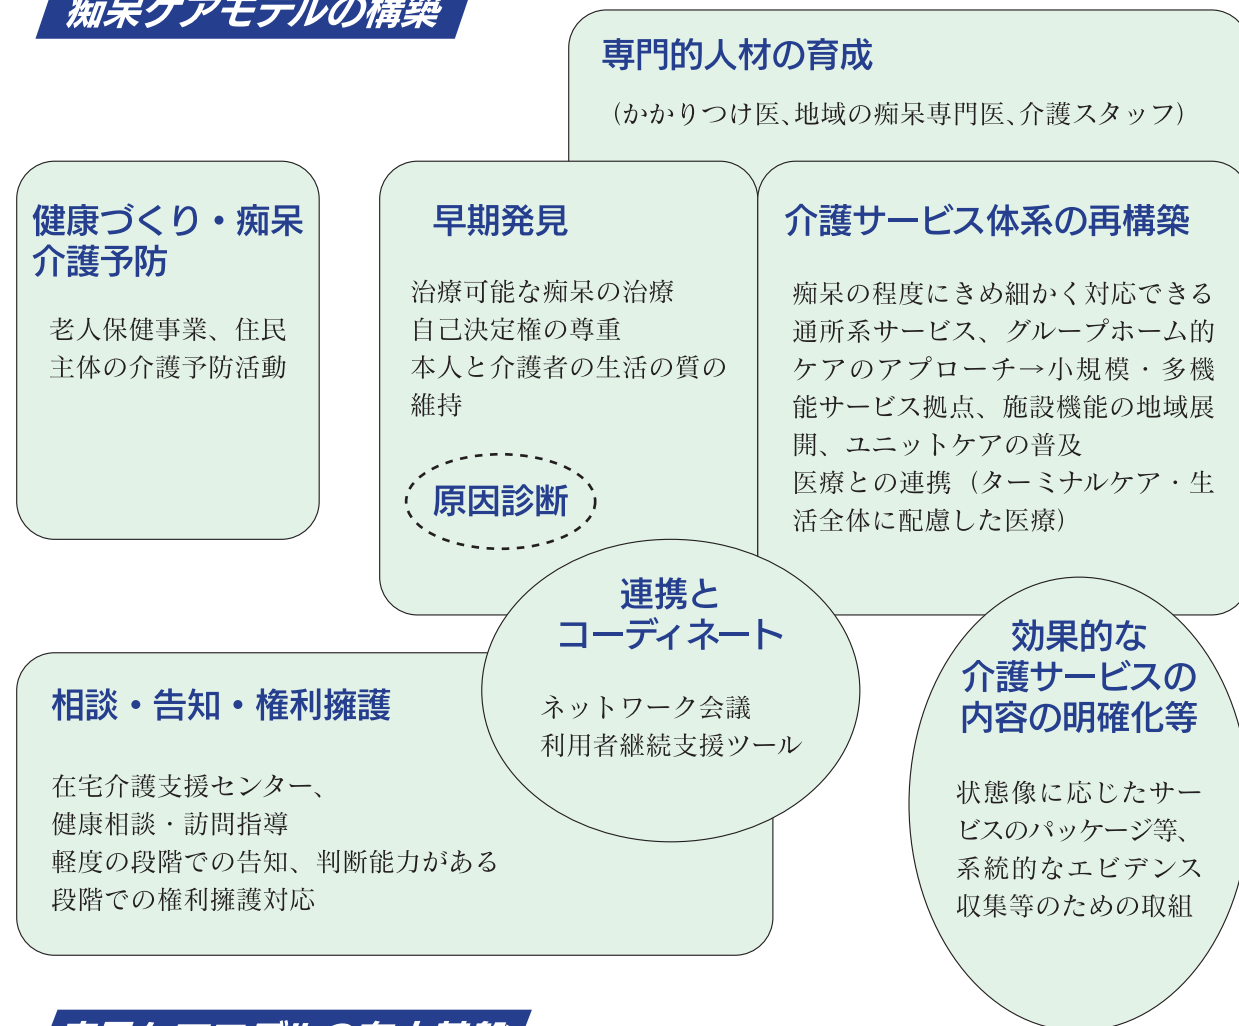 痴呆ケアモデルの構築
専門的人材の育成
（かかりつけ医、地域の痴呆専門医、介護スタッフ）
健康づくり・痴呆
介護予防
老人保健事業、住民
主体の介護予防活動
早期発見
治療可能な痴呆の治療
自己決定権の尊重
本人と介護者の生活の質の
維持
原因診断
介護サービス体系の再構築
痴呆の程度にきめ細かく対応できる
通所系サービス、グループホーム的
ケアのアプローチ→小規模・多機
能サービス拠点、施設機能の地域展
開、ユニットケアの普及
医療との連携（ターミナルケア・生
活全体に配慮した医療）
連携と
コーディネート
ネットワーク会議
利用者継続支援ツール
相談・告知・権利擁護
在宅介護支援センター、
健康相談・訪問指導
軽度の段階での告知、判断能力がある
段階での権利擁護対応
効果的な
介護サービスの
内容の明確化等
状態像に応じたサー
ビスのパッケージ等、
系統的なエビデンス
収集等のための取組